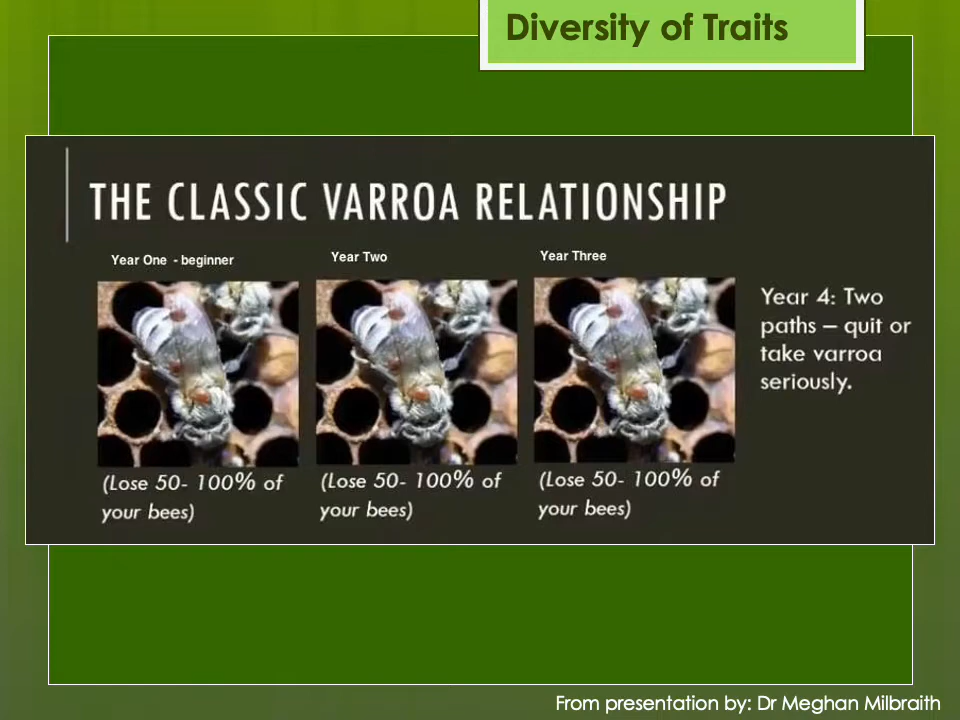 Diversity of Traits
THE CLASSIC VARROA RELATIONSHIP
Year One - beginner
Year Two
Year Three
(Lose 50- 100% of
your bees)
(Lose 50- 100% of
your bees)
(Lose 50- 100% of
your bees)
Year 4: Two
paths – quit or
take varroa
seriously.
From presentation by: Dr Meghan Milbraith